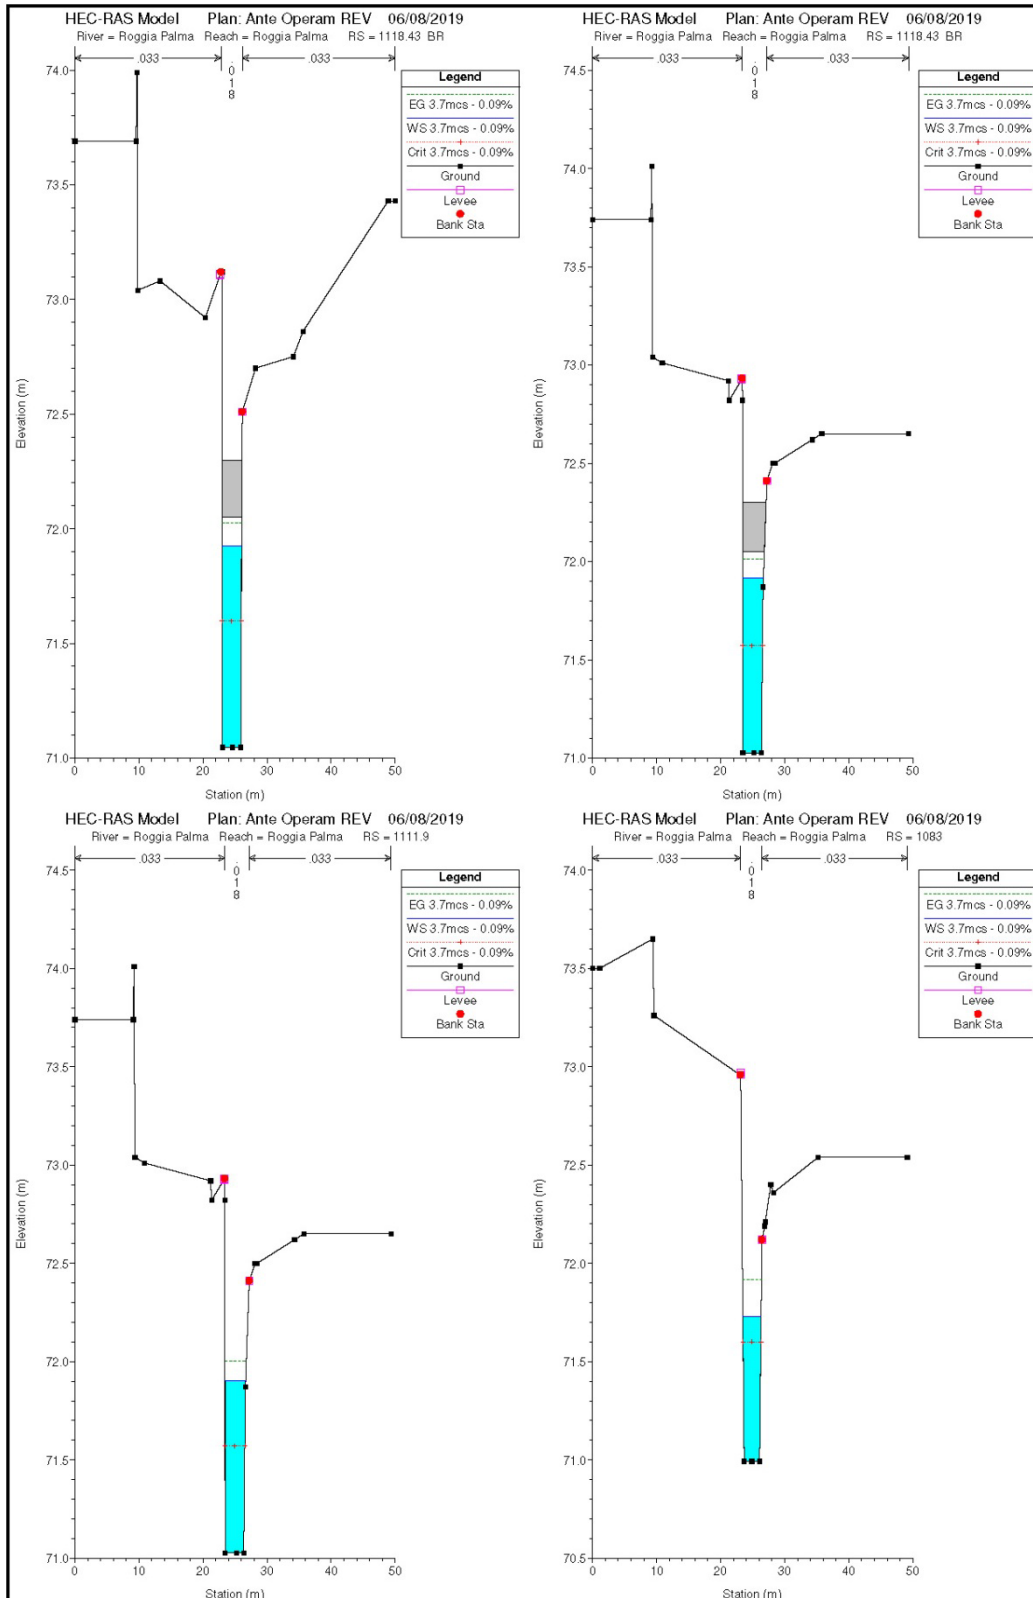 HEC-RAS Model Plan: Ante Operam REV 06/08/2019
River = Roggia Palma Reach = Roggia Palma RS = 1118.43 BR
.033
.018
.033
Legend
EG 3.7mcs - 0.09%
WS 3.7mcs - 0.09%
Crit 3.7mcs - 0.09%
Ground
Levee
Bank Sta
74.0
73.5
73.0
72.5
72.0
71.5
71.0
Elevation (m)
0 10 20 30 40 50
Station (m)
HEC-RAS Model Plan: Ante Operam REV 06/08/2019
River = Roggia Palma Reach = Roggia Palma RS = 1118.43 BR
.033
.018
.033
Legend
EG 3.7mcs - 0.09%
WS 3.7mcs - 0.09%
Crit 3.7mcs - 0.09%
Ground
Levee
Bank Sta
74.5
74.0
73.5
73.0
72.5
72.0
71.5
71.0
Elevation (m)
0 10 20 30 40 50
Station (m)
HEC-RAS Model Plan: Ante Operam REV 06/08/2019
River = Roggia Palma Reach = Roggia Palma RS = 1111.9
.033
.018
.033
Legend
EG 3.7mcs - 0.09%
WS 3.7mcs - 0.09%
Crit 3.7mcs - 0.09%
Ground
Levee
Bank Sta
74.5
74.0
73.5
73.0
72.5
72.0
71.5
71.0
Elevation (m)
0 10 20 30 40 50
Station (m)
HEC-RAS Model Plan: Ante Operam REV 06/08/2019
River = Roggia Palma Reach = Roggia Palma RS = 1083
.033
.018
.033
Legend
EG 3.7mcs - 0.09%
WS 3.7mcs - 0.09%
Crit 3.7mcs - 0.09%
Ground
Levee
Bank Sta
74.0
73.5
73.0
72.5
72.0
71.5
71.0
70.5
Elevation (m)
0 10 20 30 40 50
Station (m)